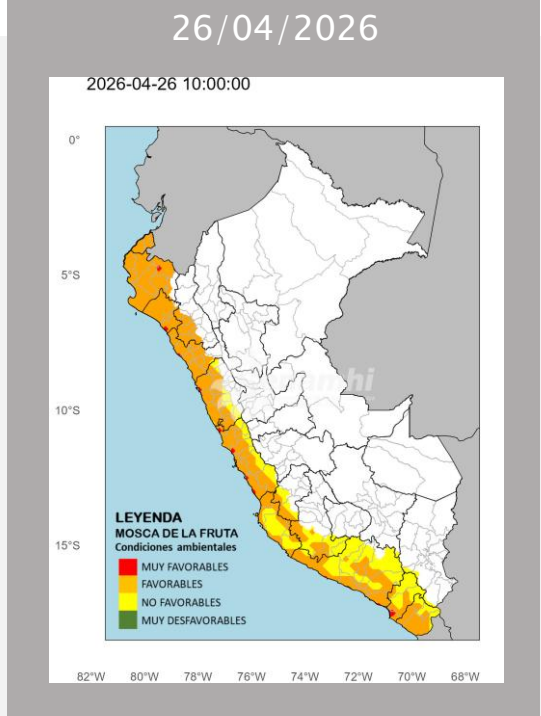 26/04/2026
2026-04-26 10:00:00
0°
5°S
10°S
15°S
LEYENDA
MOSCA DE LA FRUTA
Condiciones ambientales
MUY FAVORABLES
FAVORABLES
NO FAVORABLES
MUY DESFAVORABLES
82°W 80°W 78°W 76°W 74°W 72°W 70°W 68°W